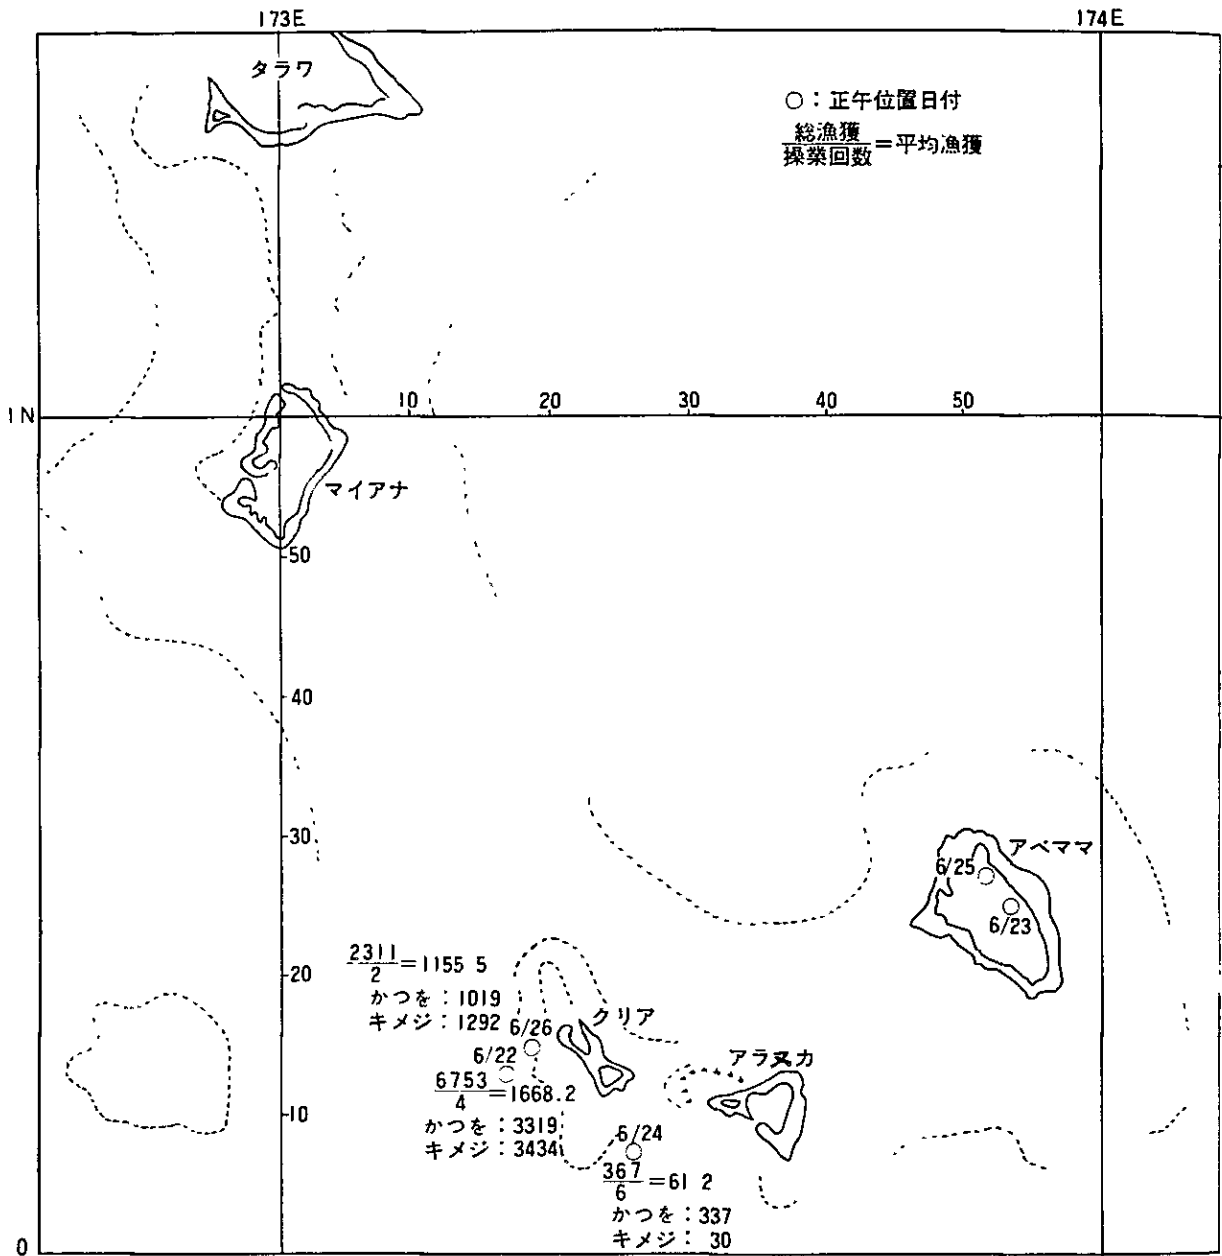 173E
174E
タラワ
○：正午位置日付
総漁獲
操業回数
=平均漁獲
1N
10
20
30
40
50
マイアナ
50
40
30
アベママ
6/25
6/23
2311
2
=1155 5
20
かつを：1019
キメジ：1292
6/26
クリア
6/22
アラヌカ
6753
4
=1668.2
10
かつを：3319
キメジ：3434
6/24
367
6
=61 2
かつを：337
キメジ：30
0